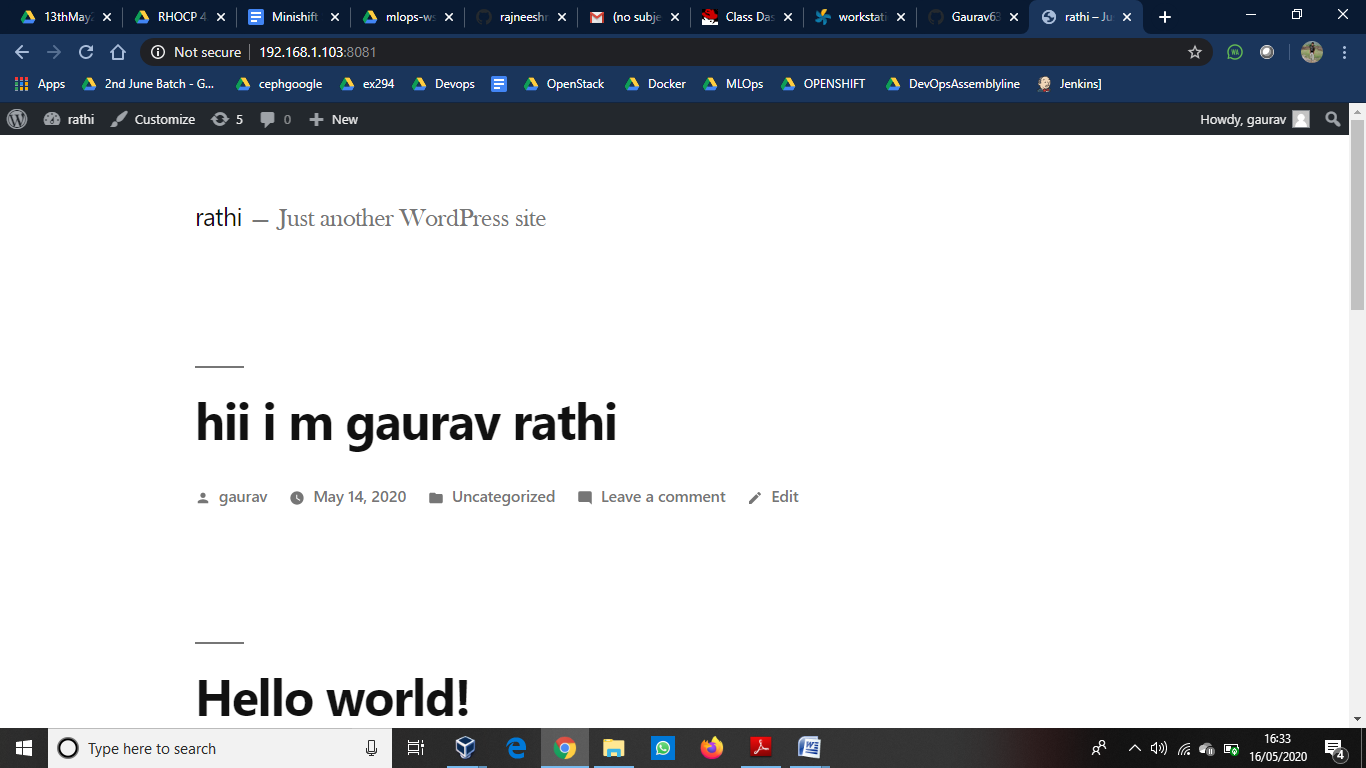 13thMay
RHOCP 4
Minishift
mlops-ws
rajneeshr
(no subje
Class Das
workstati
Gaurav63
rathi – Ju
Not secure 192.168.1.103:8081
Apps 2nd June Batch - G... cephgoogle ex294 Devops OpenStack Docker MLOps OPENSHIFT DevOpsAssemblyline Jenkins]
rathi Customize 5 0 New Howdy, gaurav
rathi — Just another WordPress site
hii i m gaurav rathi
gaurav May 14, 2020 Uncategorized Leave a comment Edit
Hello world!
Type here to search
16:33
16/05/2020
4